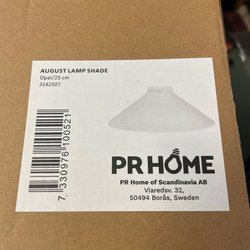 AUGUST LAMP SHADE
Opal/25 cm
3142507
7 330976 100521
PR HOME
PR Home of Scandinavia AB
Viaredsv. 32,
50494 Borås, Sweden